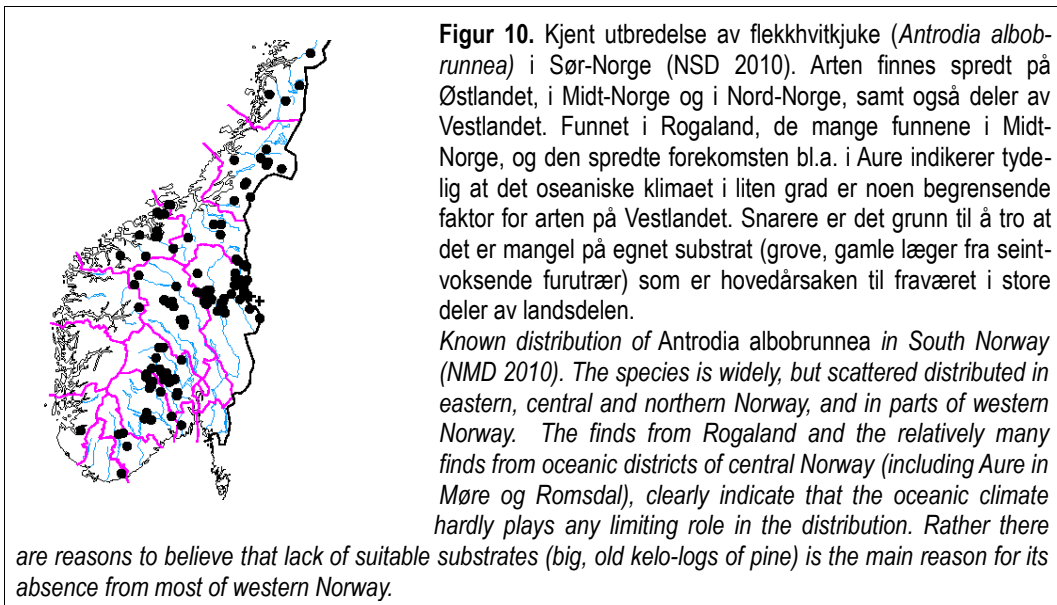 Figur 10. Kjent utbredelse av flekkhvitkjuke (Antrodia albob-
runnea) i Sør-Norge (NSD 2010). Arten finnes spredt på
Østlandet, i Midt-Norge og i Nord-Norge, samt også deler av
Vestlandet. Funnet i Rogaland, de mange funnene i Midt-
Norge, og den spredte forekomsten bl.a. i Aure indikerer tyde-
lig at det oseaniske klimaet i liten grad er noen begrensende
faktor for arten på Vestlandet. Snarere er det grunn til å tro at
det er mangel på egnet substrat (grove, gamle læger fra seint-
voksende furutrær) som er hovedårsaken til fraværet i store
deler av landsdelen.
Known distribution of Antrodia albobrunnea in South Norway
(NMD 2010). The species is widely, but scattered distributed in
eastern, central and northern Norway, and in parts of western
Norway. The finds from Rogaland and the relatively many
finds from oceanic districts of central Norway (including Aure in
Møre og Romsdal), clearly indicate that the oceanic climate
hardly plays any limiting role in the distribution. Rather there
are reasons to believe that lack of suitable substrates (big, old kelo-logs of pine) is the main reason for its
absence from most of western Norway.